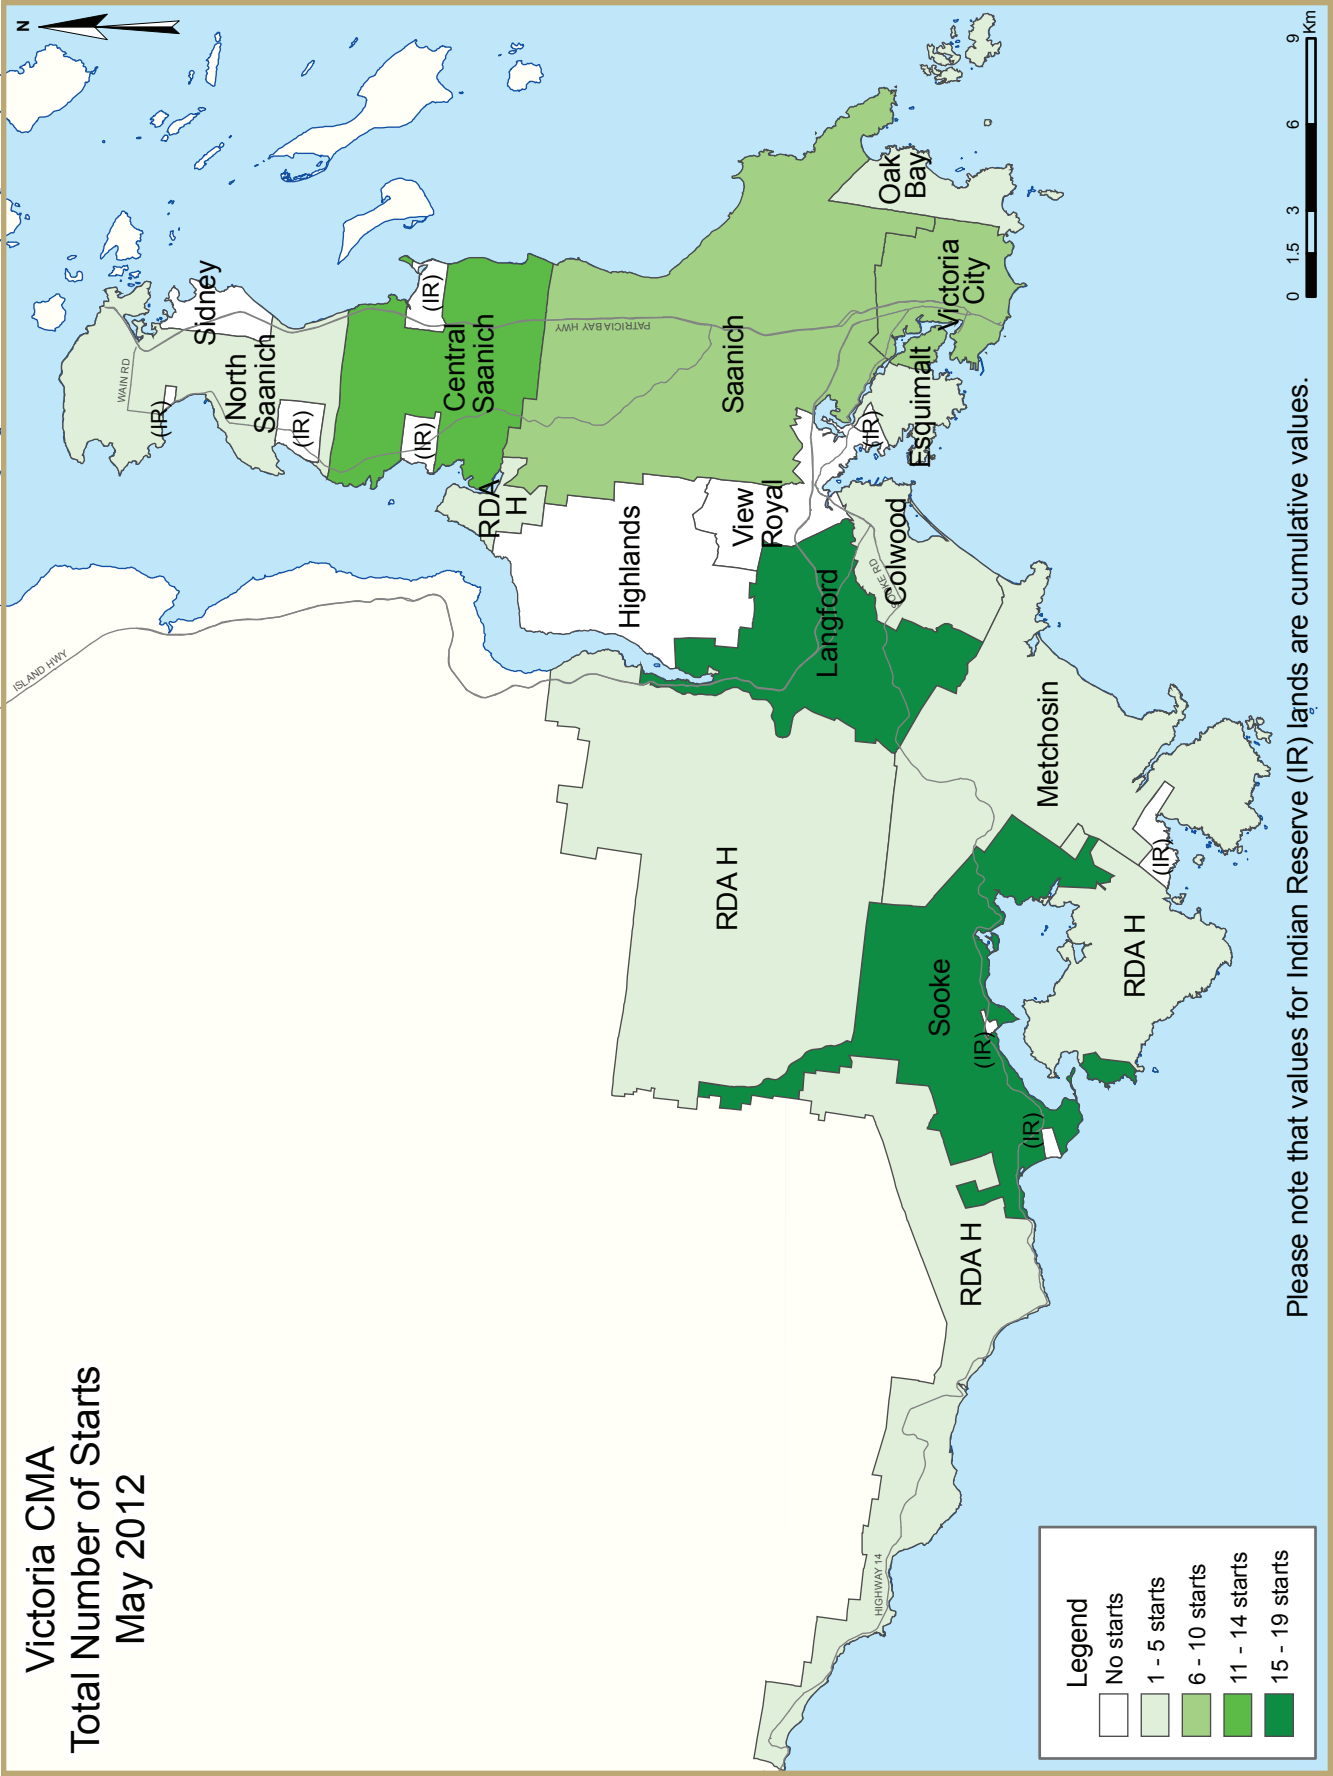 Victoria CMA
Total Number of Starts
May 2012
N
ISLAND HWY
WAIN RD
(IR)
Sidney
North
Saanich
(IR)
(IR)
(IR)
Central
Saanich
PATRICIA BAY HWY
RDA
H
Highlands
View
Royal
Saanich
Oak
Bay
Victoria
City
Esquimalt
(IR)
Langford
Colwood
SOOKE RD
RDA H
Metchosin
(IR)
Sooke
(IR)
(IR)
RDA H
RDA H
HIGHWAY 14
Legend
No starts
1 - 5 starts
6 - 10 starts
11 - 14 starts
15 - 19 starts
0 1.5 3 6 9
Km
Please note that values for Indian Reserve (IR) lands are cumulative values.